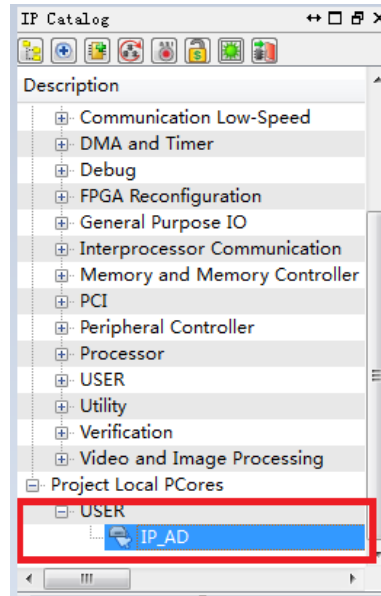 IP Catalog
Description
Communication Low-Speed
DMA and Timer
Debug
FPGA Reconfiguration
General Purpose IO
Interprocessor Communication
Memory and Memory Controller
PCI
Peripheral Controller
Processor
USER
Utility
Verification
Video and Image Processing
Project Local PCores
USER
IP_AD